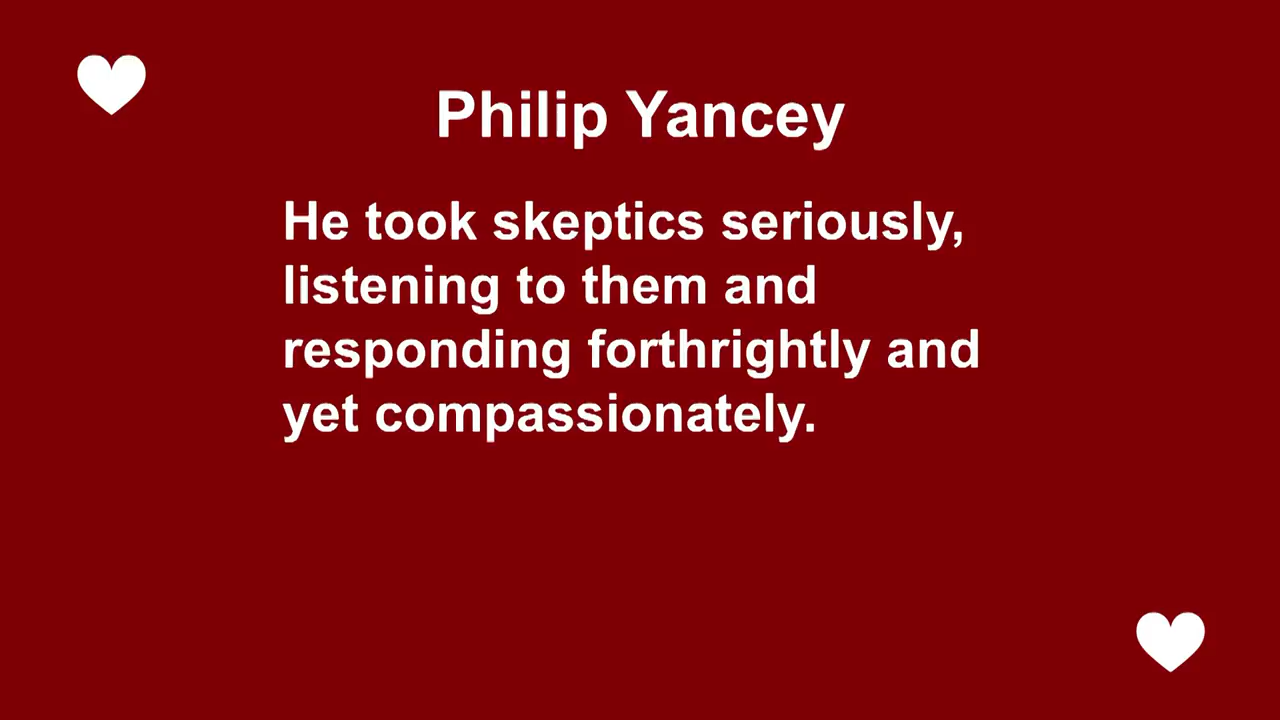 Philip Yancey
He took skeptics seriously,
listening to them and
responding forthrightly and
yet compassionately.